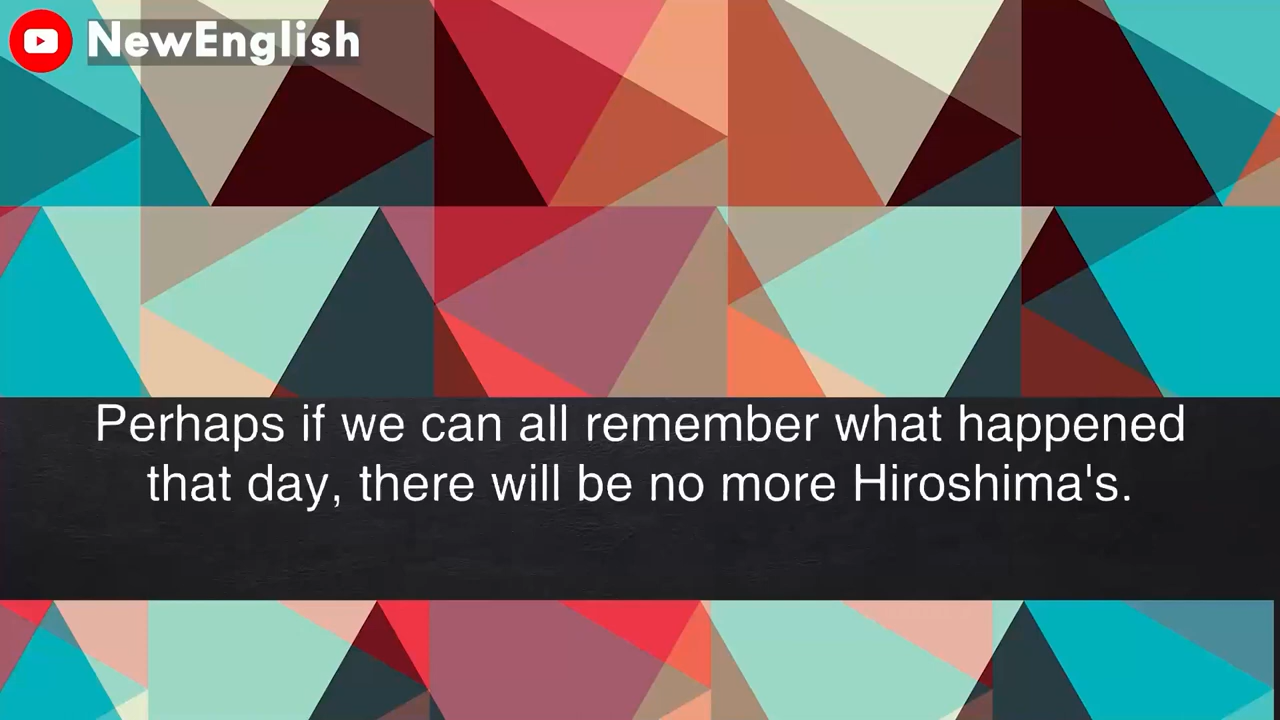 NewEnglish
Perhaps if we can all remember what happened
that day, there will be no more Hiroshima's.